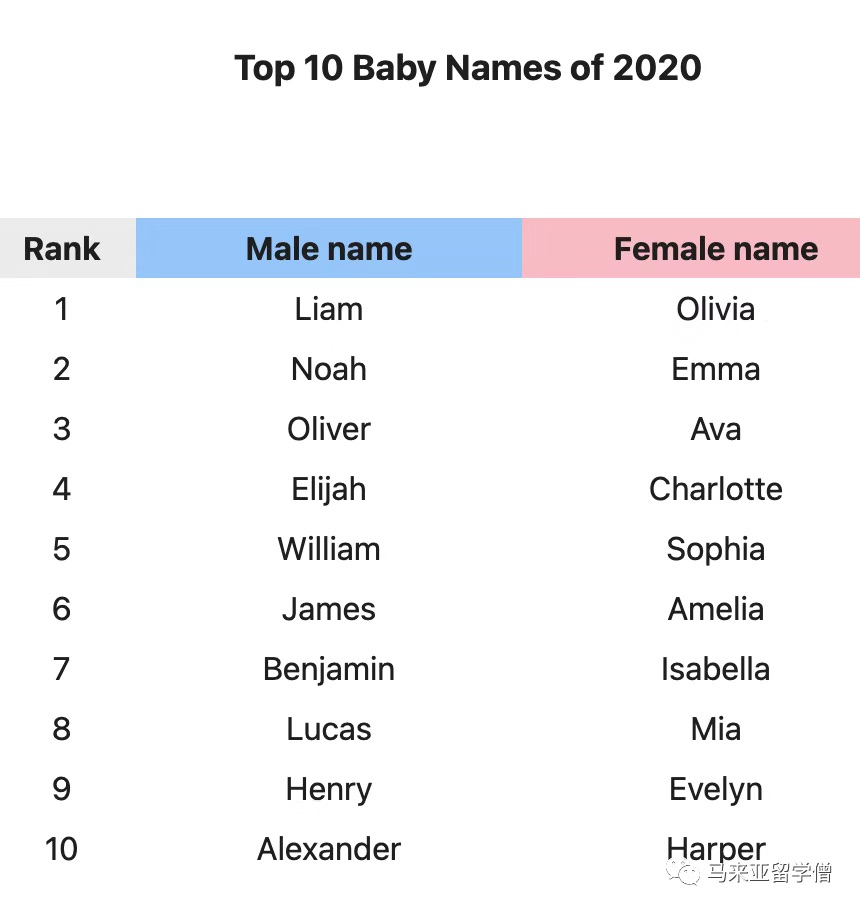 Top 10 Baby Names of 2020
Rank Male name Female name
1 Liam Olivia
2 Noah Emma
3 Oliver Ava
4 Elijah Charlotte
5 William Sophia
6 James Amelia
7 Benjamin Isabella
8 Lucas Mia
9 Henry Evelyn
10 Alexander Harper
马来亚留学僧